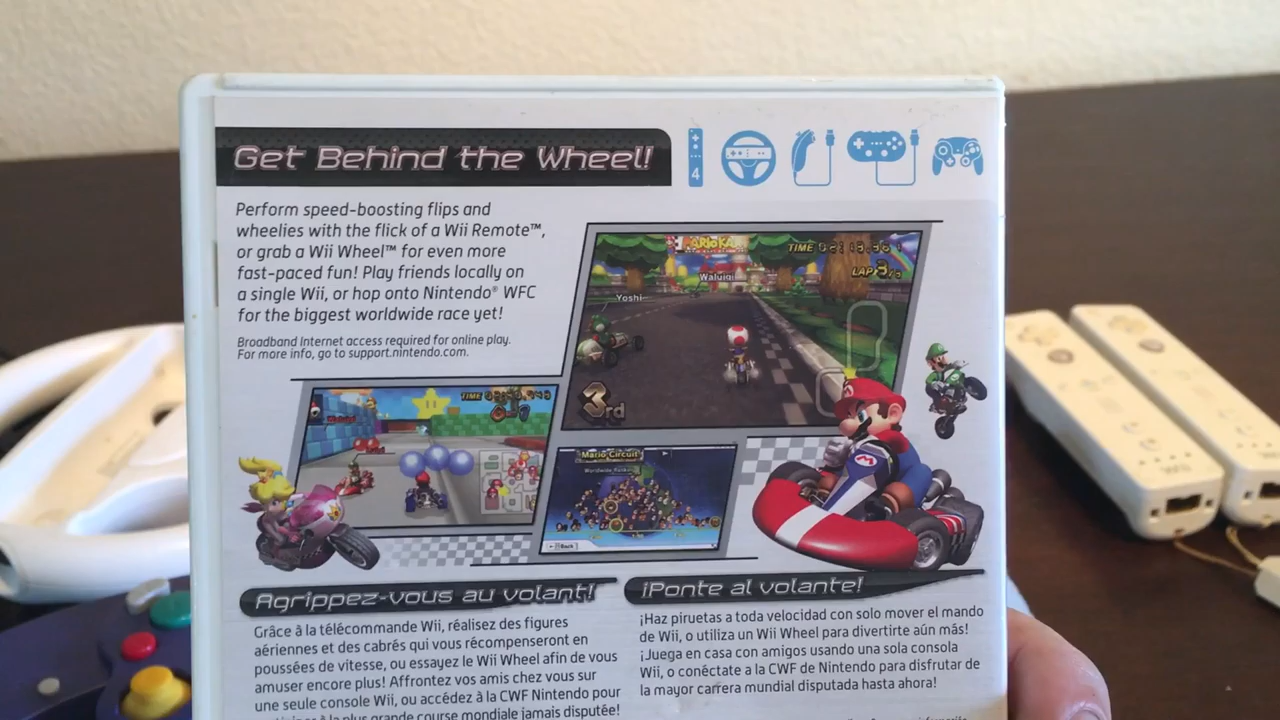 Get Behind the Wheel!
4
Perform speed-boosting flips and
wheelies with the flick of a Wii Remote™,
or grab a Wii Wheel™ for even more
fast-paced fun! Play friends locally on
a single Wii, or hop onto Nintendo® WFC
for the biggest worldwide race yet!
Broadband Internet access required for online play.
For more info, go to support.nintendo.com.
MARIO KART
TIME
LAP 3/3
Waluigi
Yoshi
3rd
TIME
Mario Circuit
Worldwide Ranking
Back
Agrippez-vous au volant!
Grâce à la télécommande Wii, réalisez des figures
aériennes et des cabrés qui vous récompenseront en
poussées de vitesse, ou essayez le Wii Wheel afin de vous
amuser encore plus! Affrontez vos amis chez vous sur
une seule console Wii, ou accédez à la CWF Nintendo pour
à la plus grande course mondiale jamais disputée!
¡Ponte al volante!
¡Haz piruetas a toda velocidad con solo mover el mando
de Wii, o utiliza un Wii Wheel para divertirte aún más!
¡Juega en casa con amigos usando una sola consola
Wii, o conéctate a la CWF de Nintendo para disfrutar de
la mayor carrera mundial disputada hasta ahora!
Wii